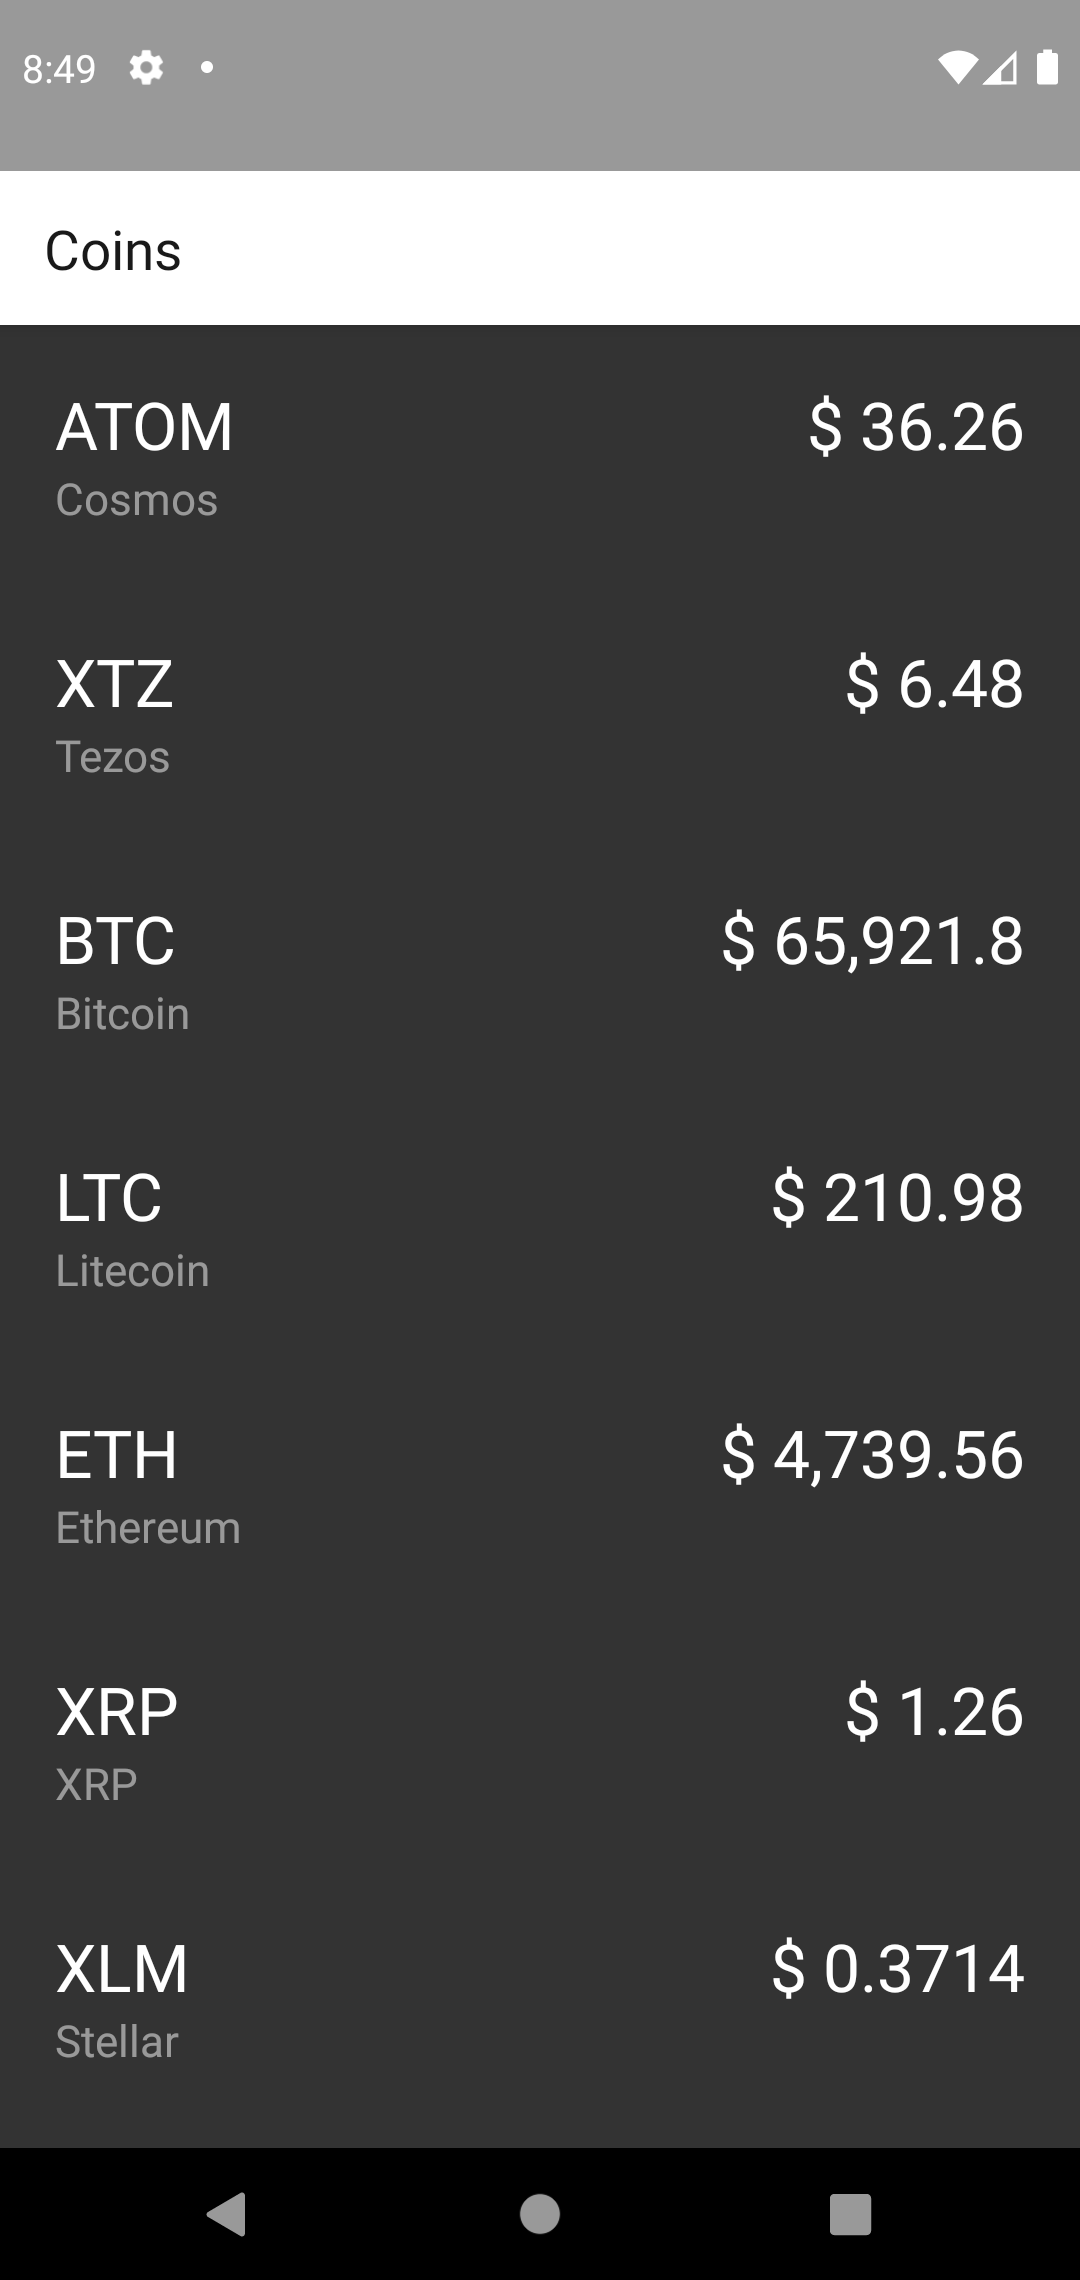 8:49
Coins
ATOM $ 36.26
Cosmos
XTZ $ 6.48
Tezos
BTC $ 65,921.8
Bitcoin
LTC $ 210.98
Litecoin
ETH $ 4,739.56
Ethereum
XRP $ 1.26
XRP
XLM $ 0.3714
Stellar